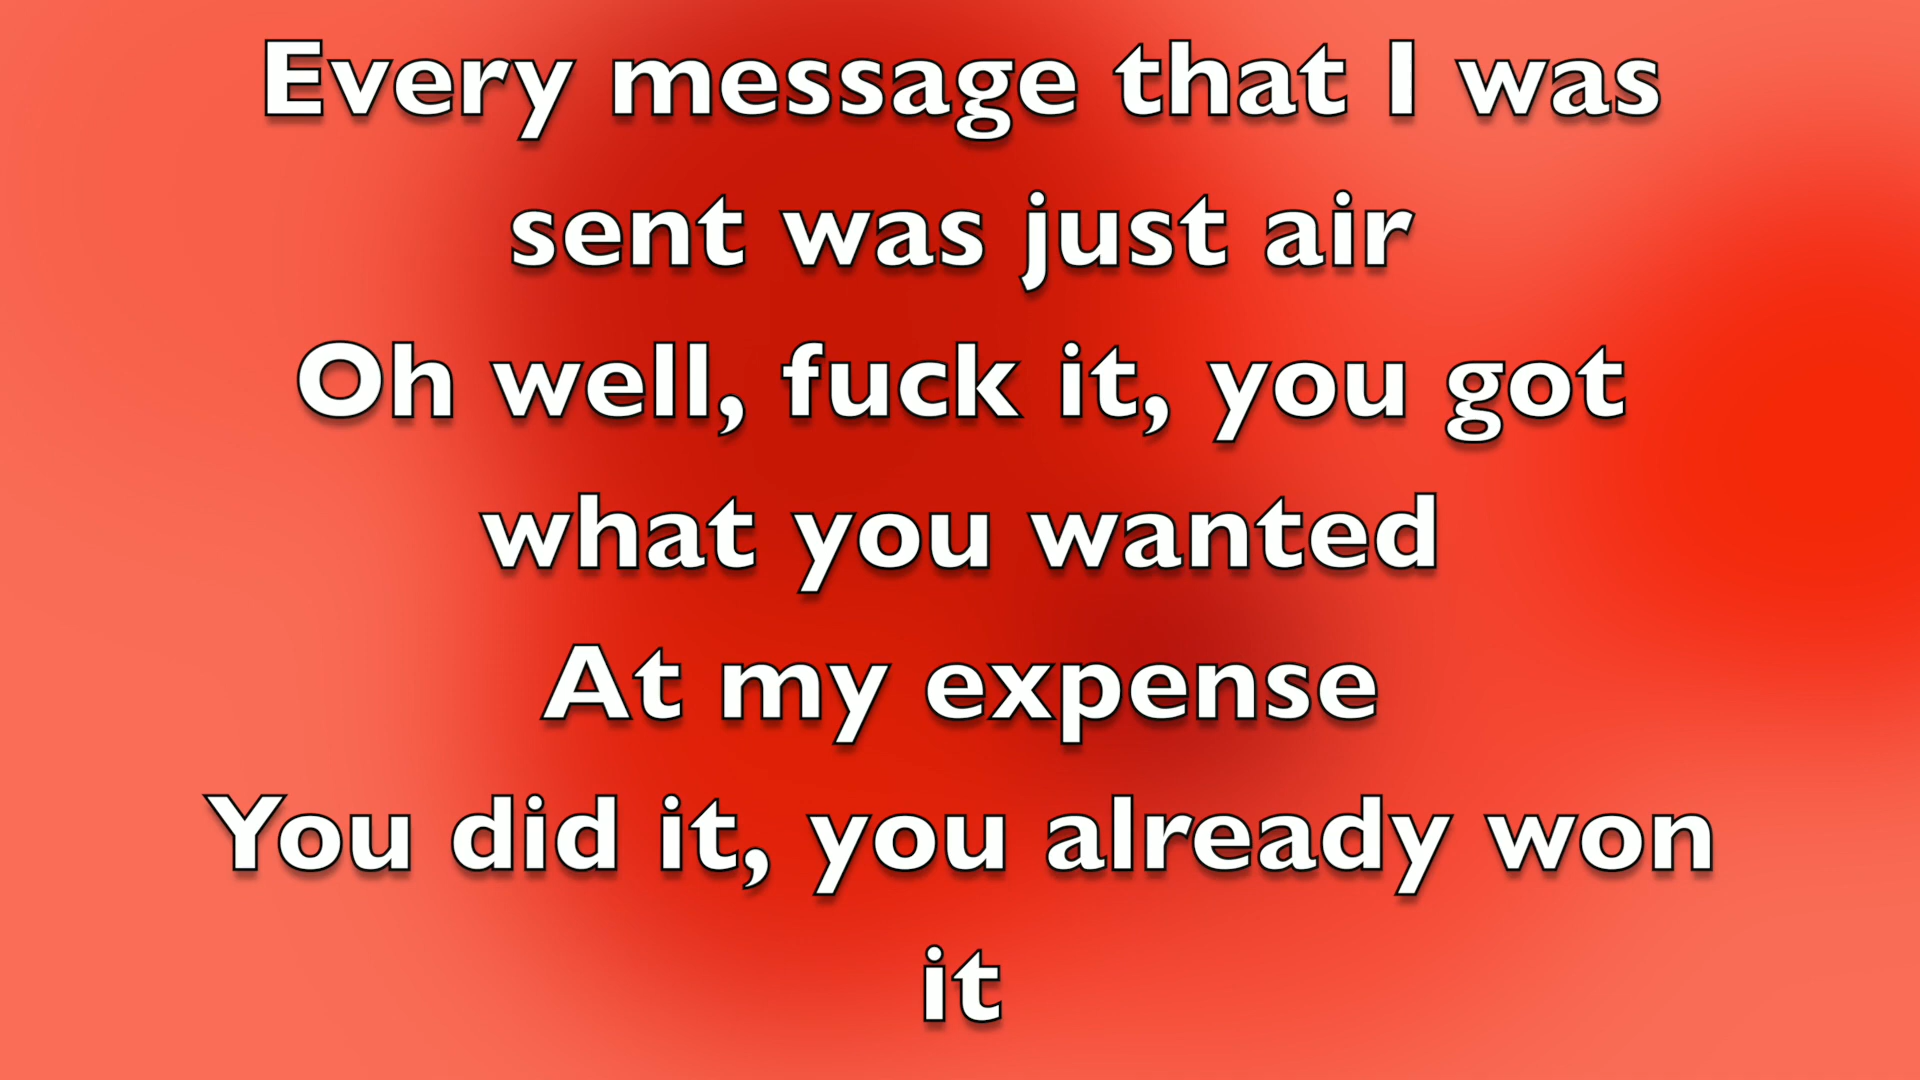 Every message that I was
sent was just air
Oh well, fuck it, you got
what you wanted
At my expense
You did it, you already won
it